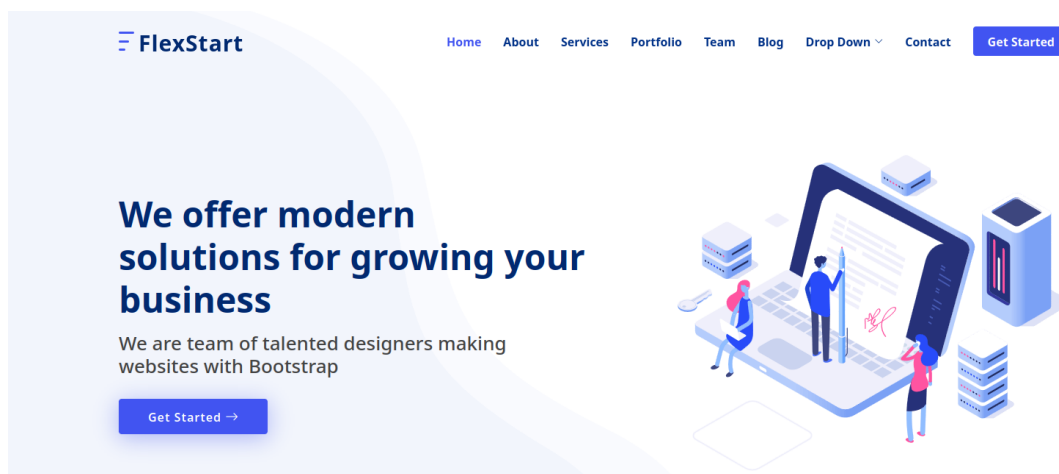 FlexStart
Home About Services Portfolio Team Blog Drop Down Contact Get Started
We offer modern
solutions for growing your
business
We are team of talented designers making
websites with Bootstrap
Get Started